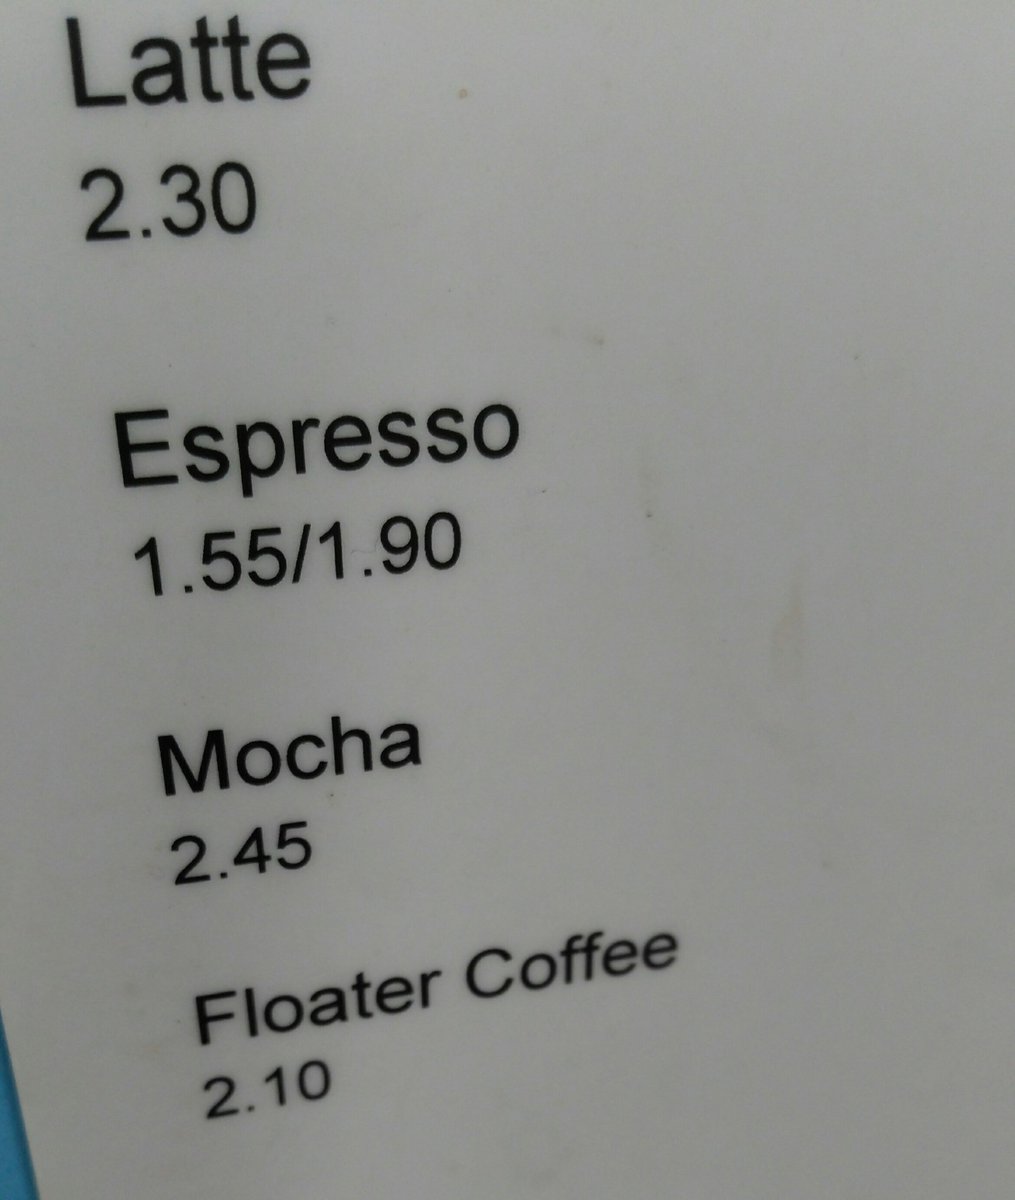 Latte
2.30
Espresso
1.55/1.90
Mocha
2.45
Floater Coffee
2.10